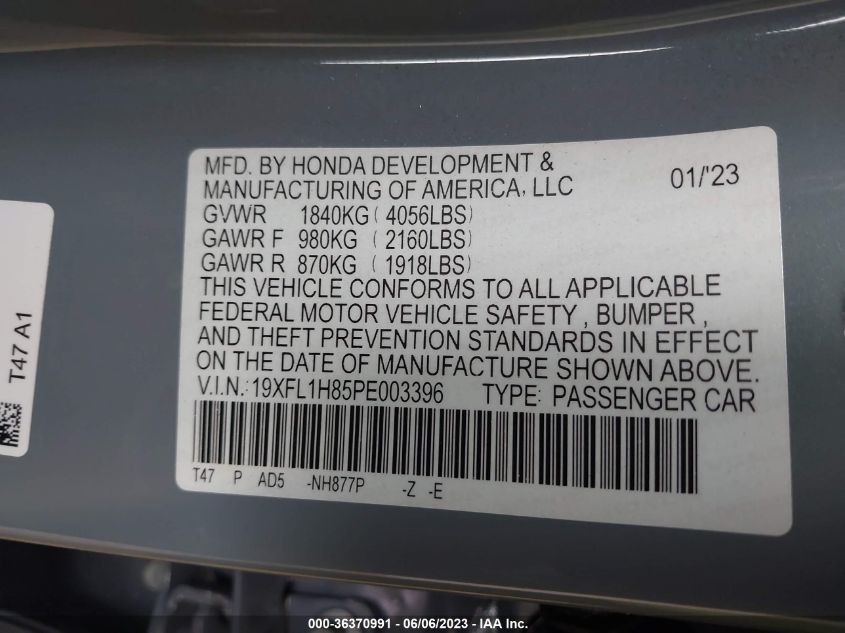 MFD. BY HONDA DEVELOPMENT &
MANUFACTURING OF AMERICA, LLC 01/'23
GVWR 1840KG ( 4056LBS)
GAWR F 980KG ( 2160LBS)
GAWR R 870KG ( 1918LBS)
THIS VEHICLE CONFORMS TO ALL APPLICABLE
FEDERAL MOTOR VEHICLE SAFETY , BUMPER ,
AND THEFT PREVENTION STANDARDS IN EFFECT
ON THE DATE OF MANUFACTURE SHOWN ABOVE.
V.I.N.: 19XFL1H85PE003396 TYPE: PASSENGER CAR
T47 P AD5 -NH877P -Z -E
T47 A1
000-36370991 - 06/06/2023 - IAA Inc.